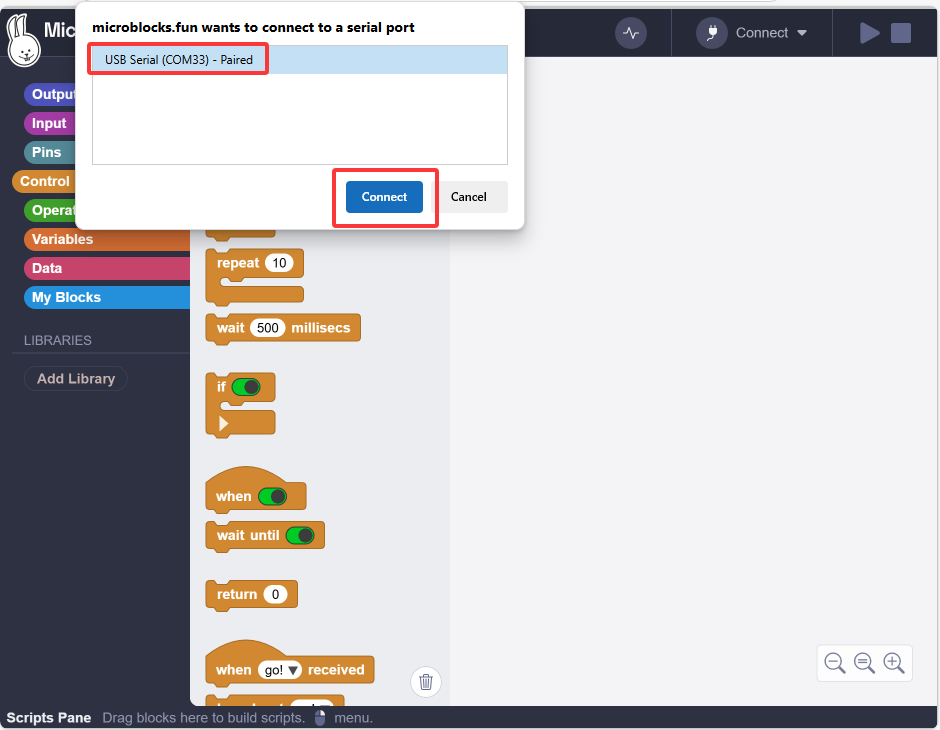 microblocks.fun wants to connect to a serial port
USB Serial (COM33) - Paired
Connect
Cancel
Mic
Connect
Output
Input
Pins
Control
Operat
Variables
Data
My Blocks
LIBRARIES
Add Library
repeat 10
wait 500 millisecs
if
when
wait until
return 0
when go! received
Scripts Pane Drag blocks here to build scripts. menu.